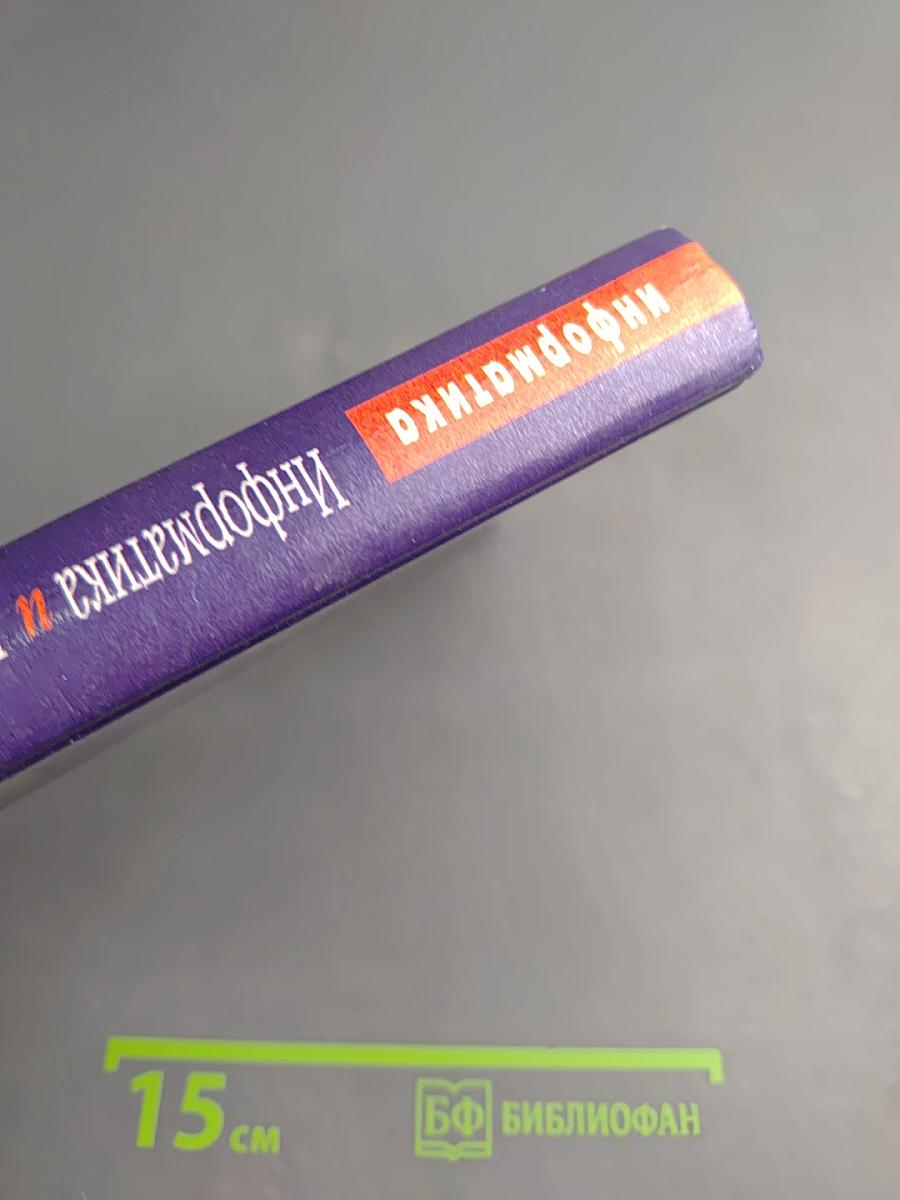 информатика
Информатика и
15 см
БФ БИБЛИОФАН